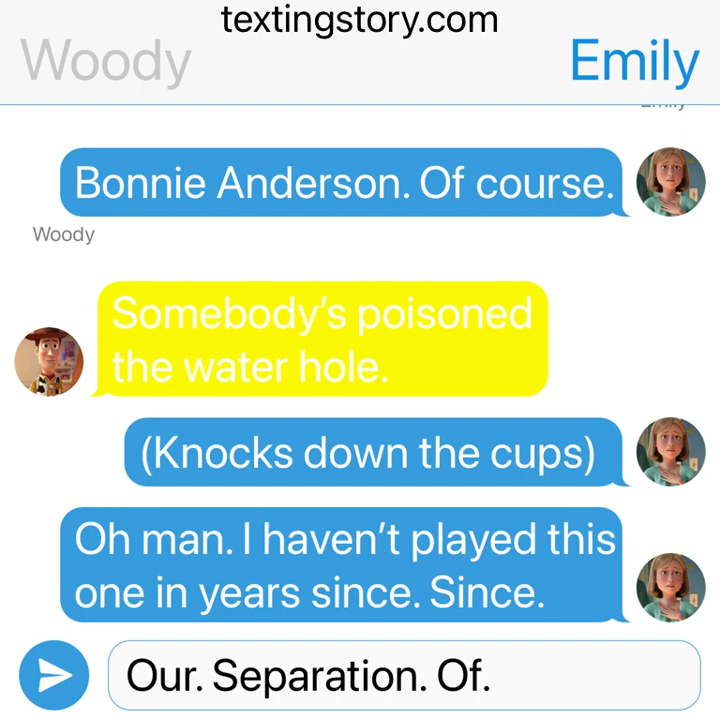 textingstory.com
Woody
Emily
Bonnie Anderson. Of course.
Woody
Somebody's poisoned
the water hole.
(Knocks down the cups)
Oh man. I haven't played this
one in years since. Since.
Our. Separation. Of.